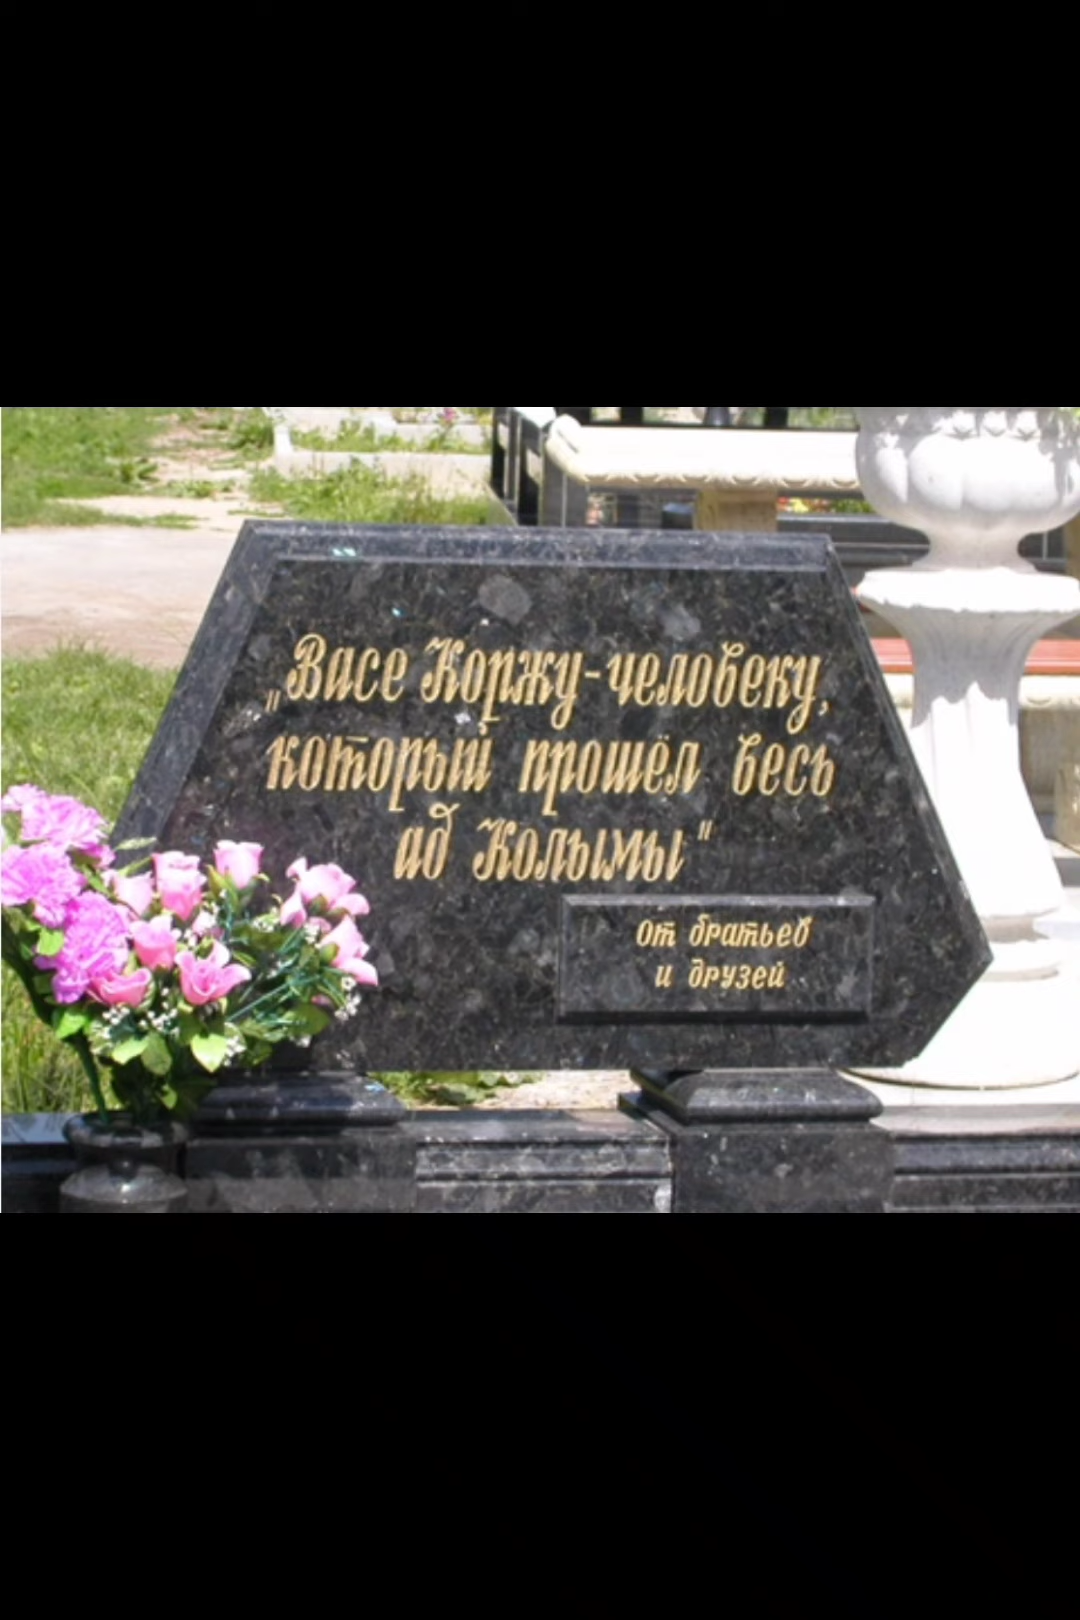 „Васе Коржу-человеку,
который прошёл весь
ад Колымы"
от братьев
и друзей